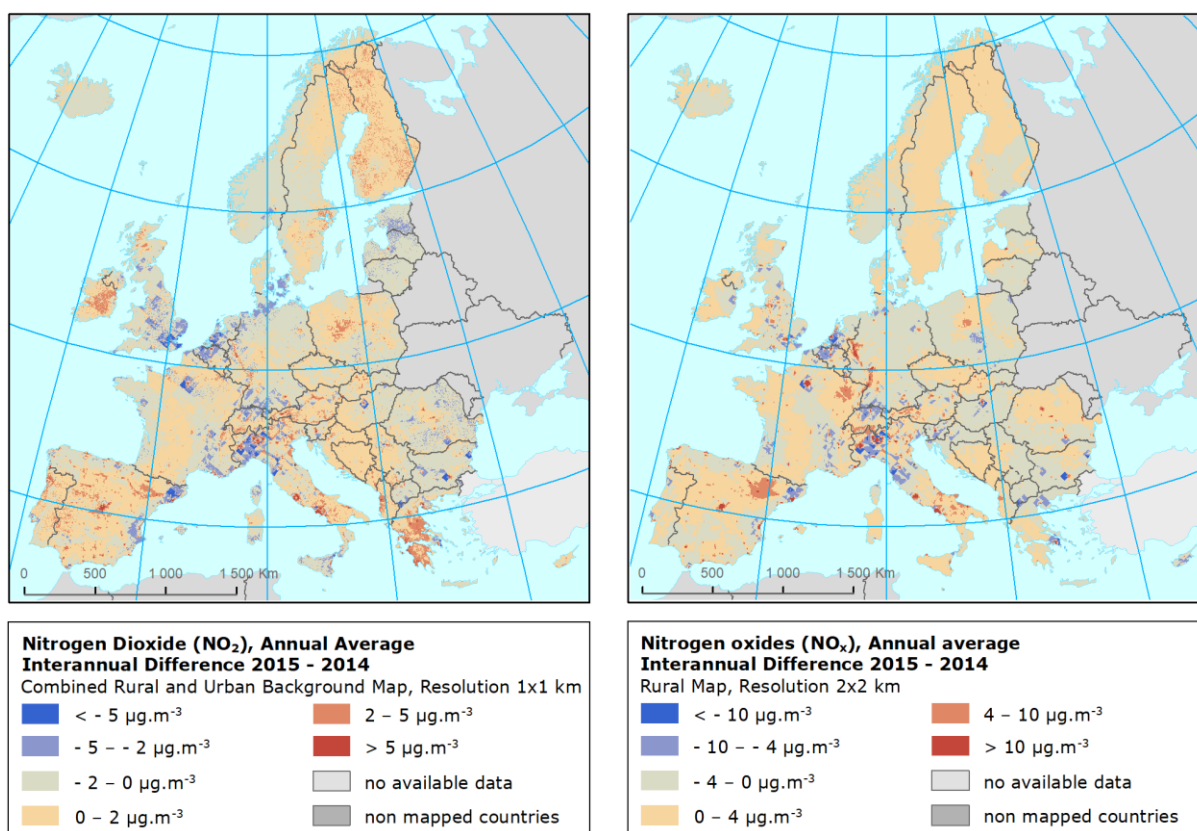 0 500 1 000 1 500 Km
Nitrogen Dioxide (NO₂), Annual Average
Interannual Difference 2015 - 2014
Combined Rural and Urban Background Map, Resolution 1x1 km
< - 5 µg.m⁻³
- 5 – - 2 µg.m⁻³
- 2 – 0 µg.m⁻³
0 – 2 µg.m⁻³
2 – 5 µg.m⁻³
> 5 µg.m⁻³
no available data
non mapped countries
0 500 1 000 1 500 Km
Nitrogen oxides (NOₓ), Annual average
Interannual Difference 2015 - 2014
Rural Map, Resolution 2x2 km
< - 10 µg.m⁻³
- 10 – - 4 µg.m⁻³
- 4 – 0 µg.m⁻³
0 – 4 µg.m⁻³
4 – 10 µg.m⁻³
> 10 µg.m⁻³
no available data
non mapped countries